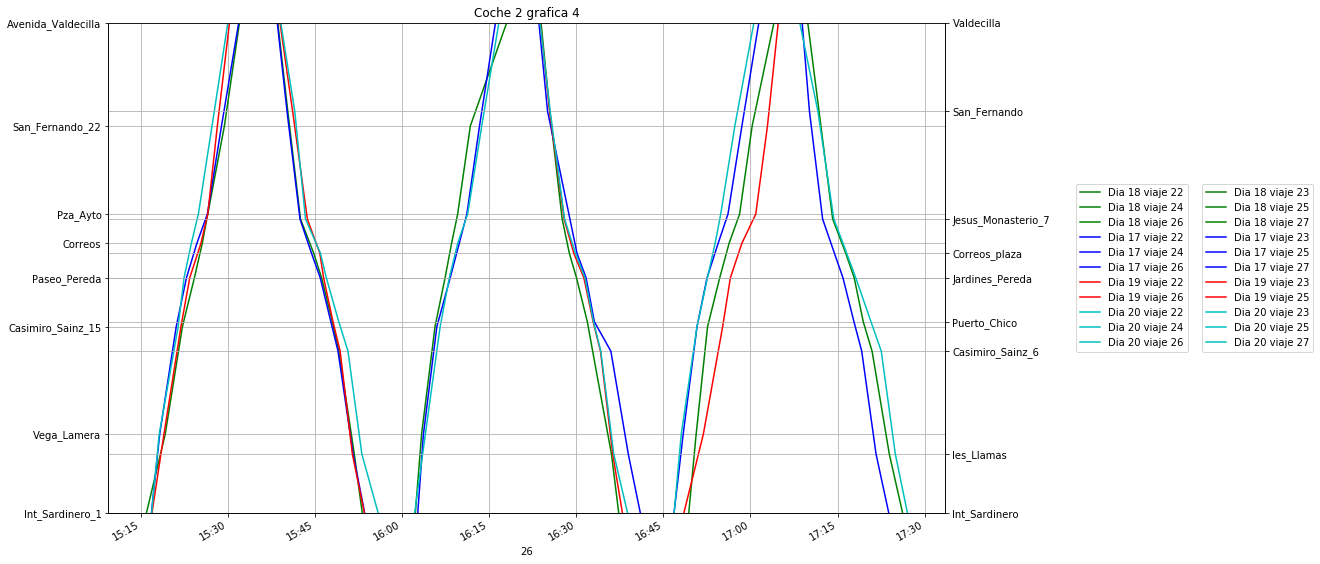 Coche 2 grafica 4
Avenida_Valdecilla
San_Fernando_22
Pza_Ayto
Correos
Paseo_Pereda
Casimiro_Sainz_15
Vega_Lamera
Int_Sardinero_1
Valdecilla
San_Fernando
Jesus_Monasterio_7
Correos_plaza
Jardines_Pereda
Puerto_Chico
Casimiro_Sainz_6
Ies_Llamas
Int_Sardinero
15:15 15:30 15:45 16:00 16:15 16:30 16:45 17:00 17:15 17:30
26
Dia 18 viaje 22
Dia 18 viaje 24
Dia 18 viaje 26
Dia 17 viaje 22
Dia 17 viaje 24
Dia 17 viaje 26
Dia 19 viaje 22
Dia 19 viaje 26
Dia 20 viaje 22
Dia 20 viaje 24
Dia 20 viaje 26
Dia 18 viaje 23
Dia 18 viaje 25
Dia 18 viaje 27
Dia 17 viaje 23
Dia 17 viaje 25
Dia 17 viaje 27
Dia 19 viaje 23
Dia 19 viaje 25
Dia 20 viaje 23
Dia 20 viaje 25
Dia 20 viaje 27